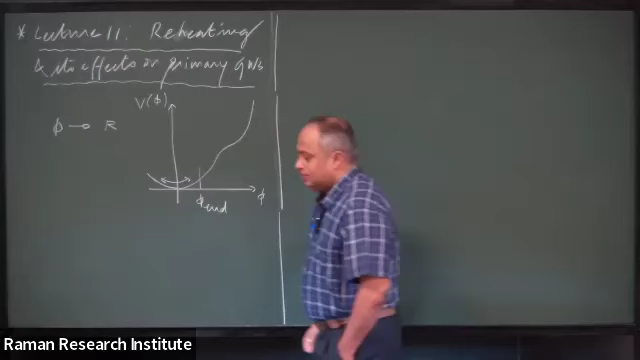 * Lecture 11: Reheating
& its effects on primary GWs
V(ϕ)
ϕ → R
ϕ
ϕend
Raman Research Institute